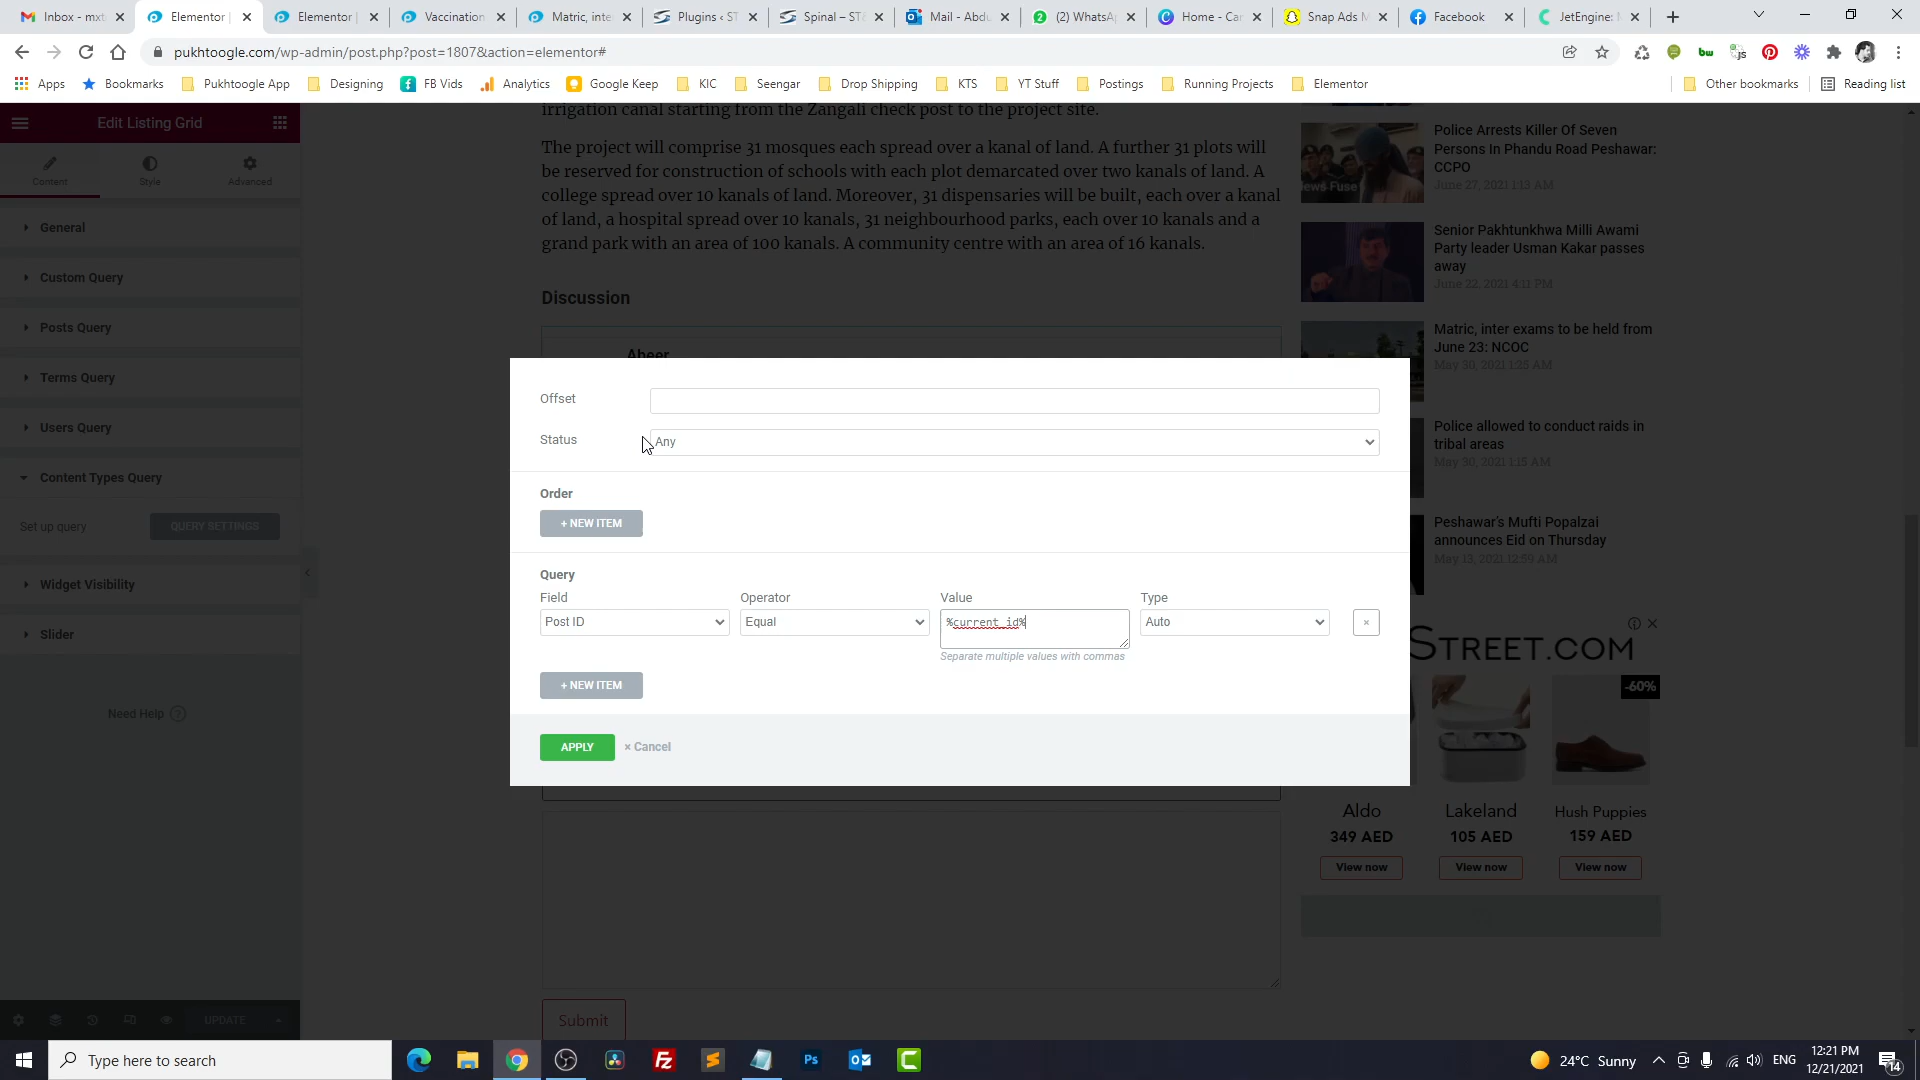 Inbox - mxt
Elementor |
Elementor |
Vaccination
Matric, inte
Plugins ‹ ST
Spinal – ST
Mail - Abdu
(2) WhatsA
Home - Can
Snap Ads M
Facebook
JetEngine:
pukhtoogle.com/wp-admin/post.php?post=1807&action=elementor#
Apps
Bookmarks
Pukhtoogle App
Designing
FB Vids
Analytics
Google Keep
KIC
Seengar
Drop Shipping
KTS
YT Stuff
Postings
Running Projects
Elementor
Other bookmarks
Reading list
Edit Listing Grid
Content
Style
Advanced
General
Custom Query
Posts Query
Terms Query
Users Query
Content Types Query
Set up query
QUERY SETTINGS
Widget Visibility
Slider
Need Help ?
UPDATE
irrigation canal starting from the Zangali check post to the project site.
The project will comprise 31 mosques each spread over a kanal of land. A further 31 plots will
be reserved for construction of schools with each plot demarcated over two kanals of land. A
college spread over 10 kanals of land. Moreover, 31 dispensaries will be built, each over a kanal
of land, a hospital spread over 10 kanals, 31 neighbourhood parks, each over 10 kanals and a
grand park with an area of 100 kanals. A community centre with an area of 16 kanals.
Discussion
Abeer
Offset
Status
Any
Order
+ NEW ITEM
Query
Field
Operator
Value
Type
Post ID
Equal
%current_id%
Auto
×
Separate multiple values with commas
+ NEW ITEM
APPLY
× Cancel
Submit
Police Arrests Killer Of Seven
Persons In Phandu Road Peshawar:
CCPO
June 27, 2021 1:13 AM
Senior Pakhtunkhwa Milli Awami
Party leader Usman Kakar passes
away
June 22, 2021 4:11 PM
Matric, inter exams to be held from
June 23: NCOC
May 30, 2021 1:25 AM
Police allowed to conduct raids in
tribal areas
May 30, 2021 1:15 AM
Peshawar's Mufti Popalzai
announces Eid on Thursday
May 13, 2021 12:59 AM
STREET.COM
-60%
Aldo
349 AED
View now
Lakeland
105 AED
View now
Hush Puppies
159 AED
View now
Type here to search
24°C Sunny
ENG
12:21 PM
12/21/2021
14